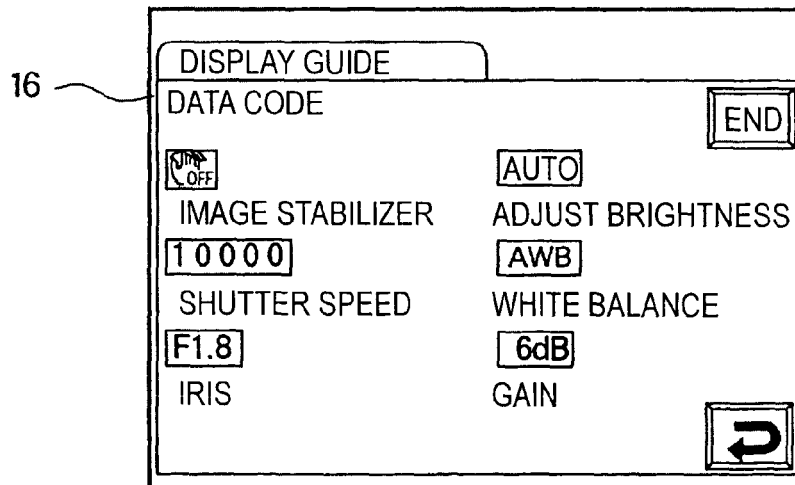 DISPLAY GUIDE
16
DATA CODE
END
OFF
AUTO
IMAGE STABILIZER
ADJUST BRIGHTNESS
10000
AWB
SHUTTER SPEED
WHITE BALANCE
F1.8
6dB
IRIS
GAIN